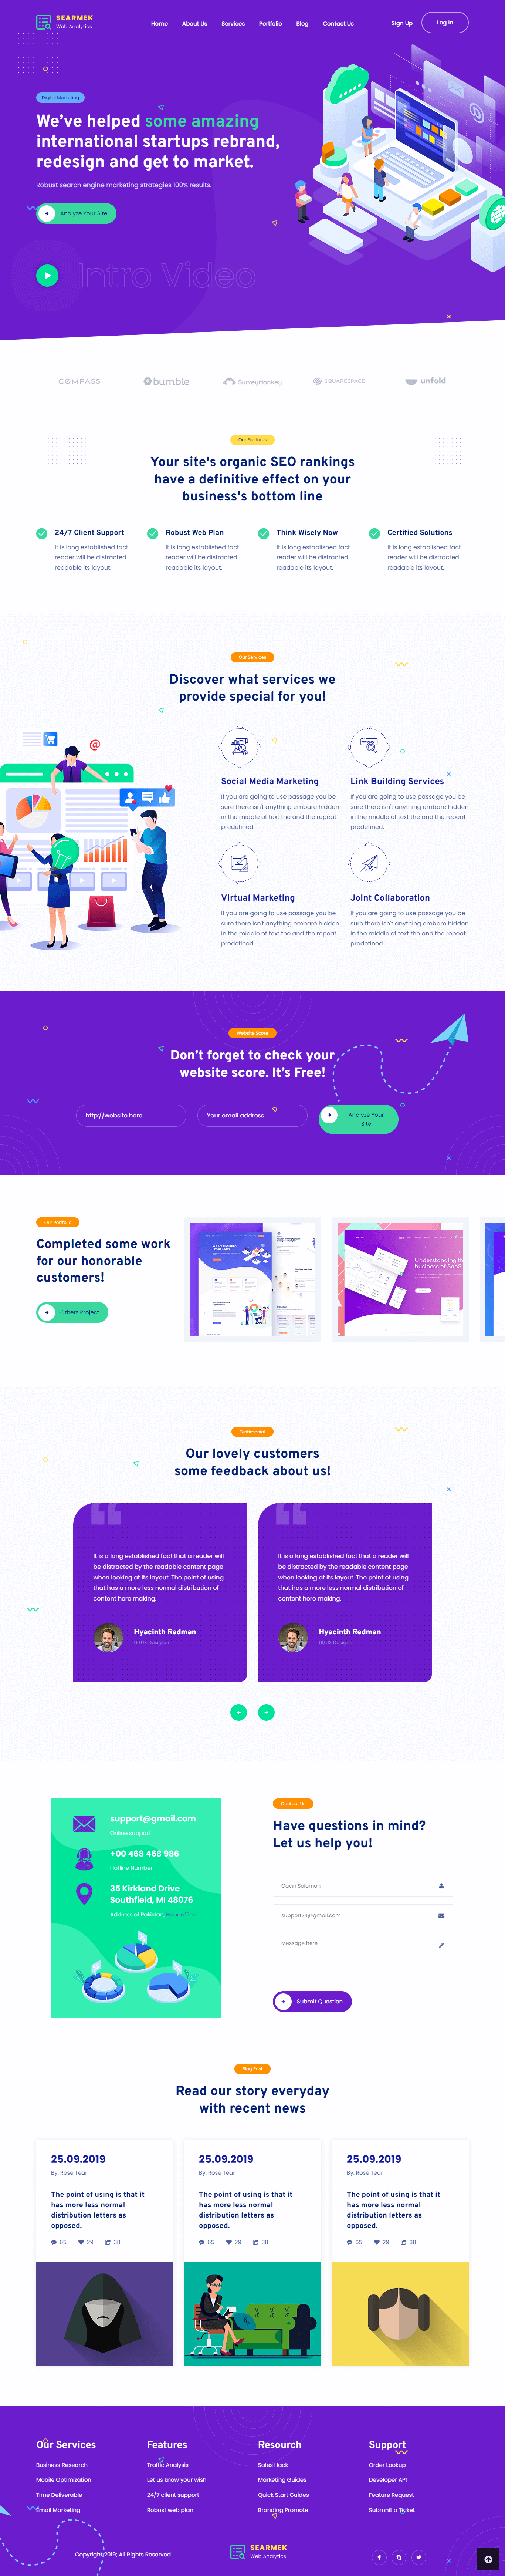 SEARMEK
Web Analytics
Home
About Us
Services
Portfolio
Blog
Contact Us
Sign Up
Log In
Digital Marketing
We've helped some amazing
international startups rebrand,
redesign and get to market.
Robust search engine marketing strategies 100% results.
Analyze Your Site
Intro Video
COMPASS
bumble
SurveyMonkey
SQUARESPACE
unfold
Our Features
Your site's organic SEO rankings
have a definitive effect on your
business's bottom line
24/7 Client Support
It is long established fact
reader will be distracted
readable its layout.
Robust Web Plan
It is long established fact
reader will be distracted
readable its layout.
Think Wisely Now
It is long established fact
reader will be distracted
readable its layout.
Certified Solutions
It is long established fact
reader will be distracted
readable its layout.
Our Services
Discover what services we
provide special for you!
Social Media Marketing
If you are going to use passage you be
sure there isn't anything embare hidden
in the middle of text the and the repeat
predefined.
Link Building Services
If you are going to use passage you be
sure there isn't anything embare hidden
in the middle of text the and the repeat
predefined.
Virtual Marketing
If you are going to use passage you be
sure there isn't anything embare hidden
in the middle of text the and the repeat
predefined.
Joint Collaboration
If you are going to use passage you be
sure there isn't anything embare hidden
in the middle of text the and the repeat
predefined.
Website Score
Don't forget to check your
website score. It's Free!
http://website here
Your email address
Analyze Your
Site
Our Portfolio
Completed some work
for our honorable
customers!
Others Project
Understanding th
business of SaaS
Testimonial
Our lovely customers
some feedback about us!
It is a long established fact that a reader will
be distracted by the readable content page
when looking at its layout. The point of using
that has a more less normal distribution of
content here making.
Hyacinth Redman
UI/UX Designer
It is a long established fact that a reader will
be distracted by the readable content page
when looking at its layout. The point of using
that has a more less normal distribution of
content here making.
Hyacinth Redman
UI/UX Designer
support@gmail.com
Online support
+00 468 468 986
Hotline Number
35 Kirkland Drive
Southfield, MI 48076
Address of Pakistan, Headoffice
Contact Us
Have questions in mind?
Let us help you!
Gavin Solomon
support24@gmail.com
Message here
Submit Question
Blog Post
Read our story everyday
with recent news
25.09.2019
By: Rose Tear
The point of using is that it
has more less normal
distribution letters as
opposed.
65 29 38
25.09.2019
By: Rose Tear
The point of using is that it
has more less normal
distribution letters as
opposed.
65 29 38
25.09.2019
By: Rose Tear
The point of using is that it
has more less normal
distribution letters as
opposed.
65 29 38
Our Services
Business Research
Mobile Optimization
Time Deliverable
Email Marketing
Features
Traffic Analysis
Let us know your wish
24/7 client support
Robust web plan
Resourch
Sales Hack
Marketing Guides
Quick Start Guides
Branding Promote
Support
Order Lookup
Developer API
Feature Request
Submnit a Ticket
Copyright@2019; All Rights Reserved.
SEARMEK
Web Analytics